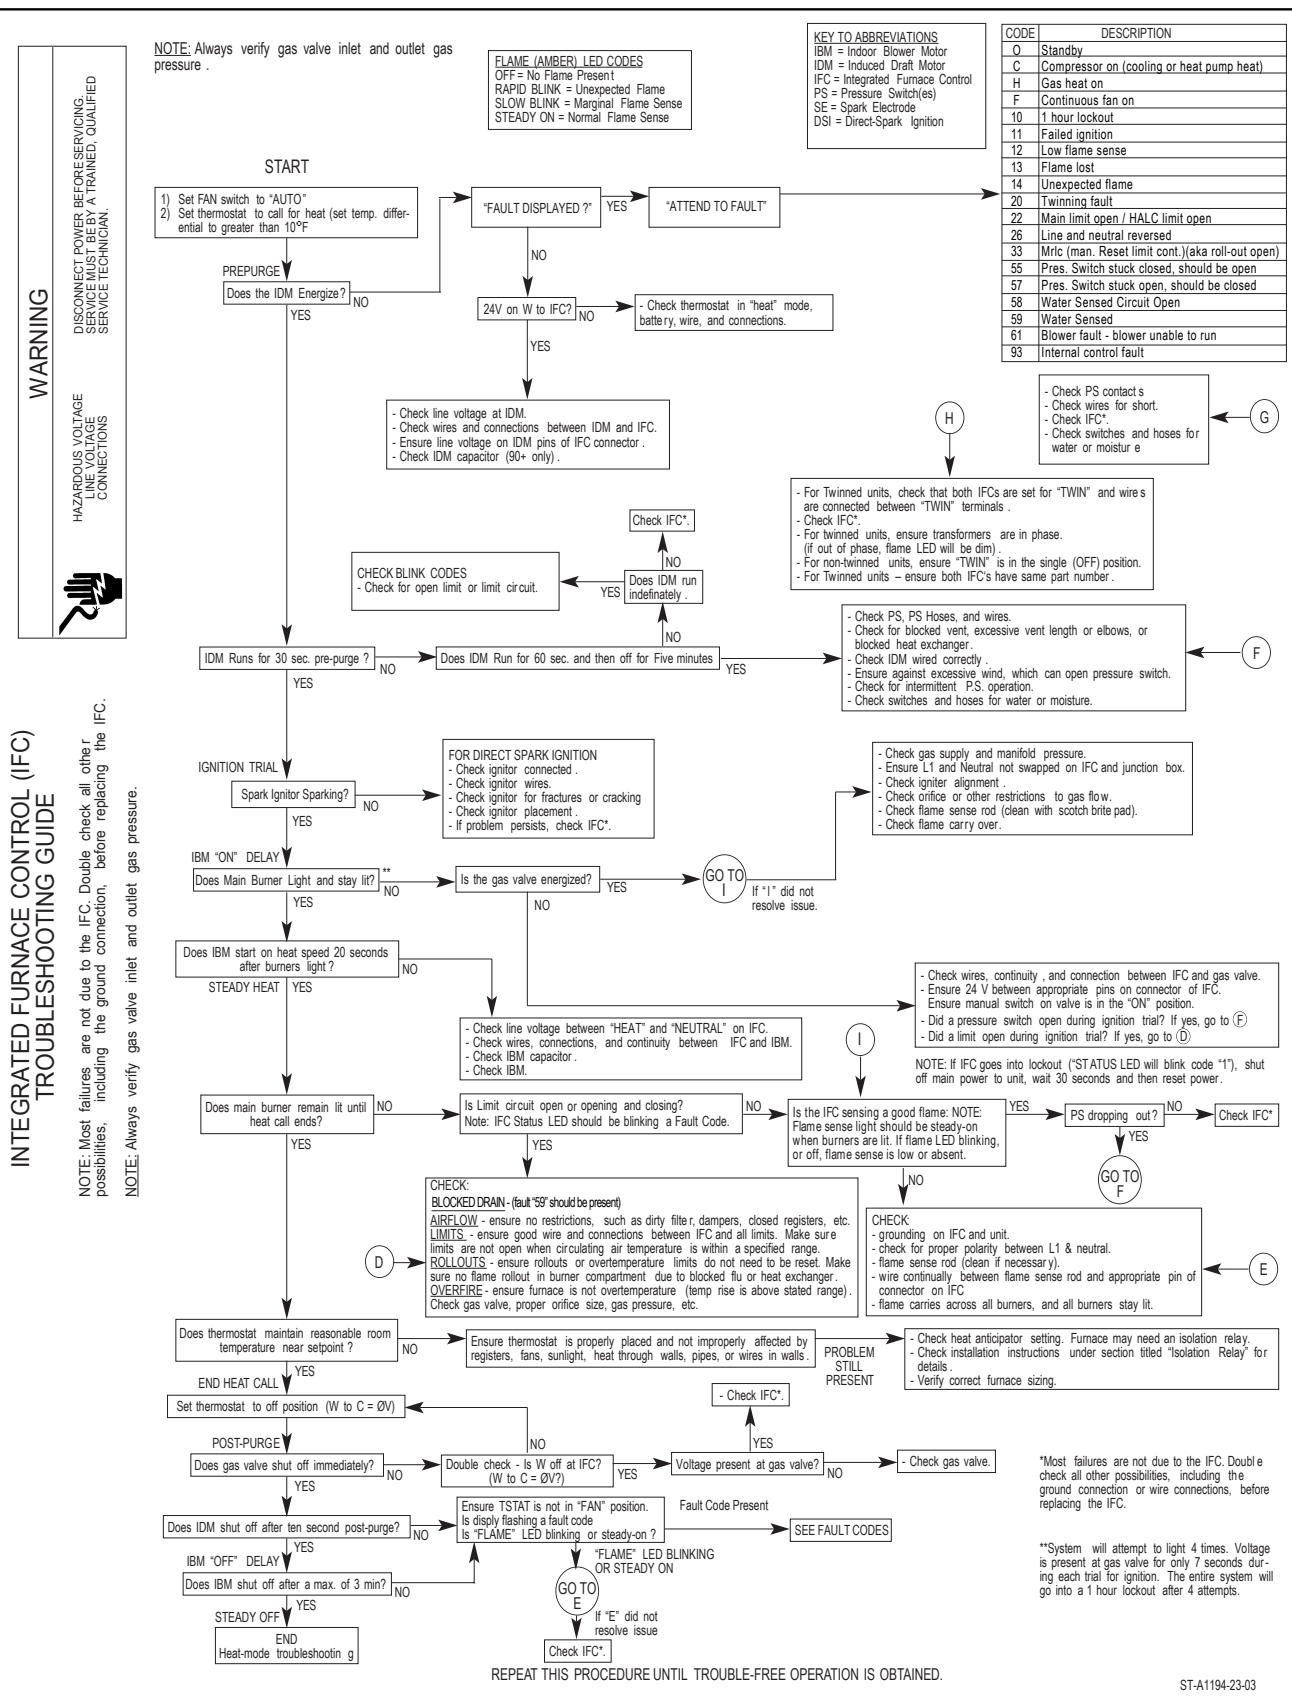 WARNING
HAZARDOUS VOLTAGE
LINE VOLTAGE
CONNECTIONS
DISCONNECT POWER BEFORE SERVICING.
SERVICE MUST BE BY A TRAINED, QUALIFIED
SERVICE TECHNICIAN.
INTEGRATED FURNACE CONTROL (IFC)
TROUBLESHOOTING GUIDE
NOTE: Most failures are not due to the IFC. Double check all other
possibilities, including the ground connection, before replacing the IFC.
NOTE: Always verify gas valve inlet and outlet gas pressure.
NOTE: Always verify gas valve inlet and outlet gas
pressure .
FLAME (AMBER) LED CODES
OFF = No Flame Present
RAPID BLINK = Unexpected Flame
SLOW BLINK = Marginal Flame Sense
STEADY ON = Normal Flame Sense
KEY TO ABBREVIATIONS
IBM = Indoor Blower Motor
IDM = Induced Draft Motor
IFC = Integrated Furnace Control
PS = Pressure Switch(es)
SE = Spark Electrode
DSI = Direct-Spark Ignition
CODE DESCRIPTION
O Standby
C Compressor on (cooling or heat pump heat)
H Gas heat on
F Continuous fan on
10 1 hour lockout
11 Failed ignition
12 Low flame sense
13 Flame lost
14 Unexpected flame
20 Twinning fault
22 Main limit open / HALC limit open
26 Line and neutral reversed
33 Mrlc (man. Reset limit cont.)(aka roll-out open)
55 Pres. Switch stuck closed, should be open
57 Pres. Switch stuck open, should be closed
58 Water Sensed Circuit Open
59 Water Sensed
61 Blower fault - blower unable to run
93 Internal control fault
START
1) Set FAN switch to “AUTO”
2) Set thermostat to call for heat (set temp. differ-
ential to greater than 10°F
“FAULT DISPLAYED ?”
YES
“ATTEND TO FAULT”
NO
PREPURGE
Does the IDM Energize?
NO
YES
24V on W to IFC?
NO
- Check thermostat in “heat” mode,
battery, wire, and connections.
YES
- Check line voltage at IDM.
- Check wires and connections between IDM and IFC.
- Ensure line voltage on IDM pins of IFC connector .
- Check IDM capacitor (90+ only) .
- Check PS contact s
- Check wires for short.
- Check IFC*.
- Check switches and hoses for
water or moistur e
G
H
- For Twinned units, check that both IFCs are set for “TWIN” and wires
are connected between “TWIN” terminals .
- Check IFC*.
- For twinned units, ensure transformers are in phase.
(if out of phase, flame LED will be dim) .
- For non-twinned units, ensure “TWIN” is in the single (OFF) position.
- For Twinned units – ensure both IFC's have same part number .
Check IFC*.
NO
CHECK BLINK CODES
- Check for open limit or limit circuit.
YES
Does IDM run
indefinately .
NO
IDM Runs for 30 sec. pre-purge ?
NO
Does IDM Run for 60 sec. and then off for Five minutes
YES
- Check PS, PS Hoses, and wires.
- Check for blocked vent, excessive vent length or elbows, or
blocked heat exchanger .
- Check IDM wired correctly .
- Ensure against excessive wind, which can open pressure switch.
- Check for intermittent P.S. operation.
- Check switches and hoses for water or moisture.
F
YES
IGNITION TRIAL
Spark Ignitor Sparking?
NO
FOR DIRECT SPARK IGNITION
- Check ignitor connected .
- Check ignitor wires.
- Check ignitor for fractures or cracking
- Check ignitor placement .
- If problem persists, check IFC*.
- Check gas supply and manifold pressure.
- Ensure L1 and Neutral not swapped on IFC and junction box.
- Check igniter alignment .
- Check orifice or other restrictions to gas flow.
- Check flame sense rod (clean with scotch brite pad).
- Check flame carry over.
YES
IBM “ON” DELAY
Does Main Burner Light and stay lit?
**
NO
Is the gas valve energized?
YES
GO TO
I
If “I” did not
resolve issue.
YES
NO
Does IBM start on heat speed 20 seconds
after burners light ?
NO
STEADY HEAT YES
- Check wires, continuity , and connection between IFC and gas valve.
- Ensure 24 V between appropriate pins on connector of IFC.
Ensure manual switch on valve is in the “ON” position.
- Did a pressure switch open during ignition trial? If yes, go to F
- Did a limit open during ignition trial? If yes, go to D
- Check line voltage between “HEAT” and “NEUTRAL” on IFC.
- Check wires, connections, and continuity between IFC and IBM.
- Check IBM capacitor .
- Check IBM.
I
NOTE: If IFC goes into lockout (“STATUS LED will blink code “1”), shut
off main power to unit, wait 30 seconds and then reset power.
Does main burner remain lit until
heat call ends?
NO
Is Limit circuit open or opening and closing?
Note: IFC Status LED should be blinking a Fault Code.
NO
Is the IFC sensing a good flame: NOTE:
Flame sense light should be steady-on
when burners are lit. If flame LED blinking,
or off, flame sense is low or absent.
YES
PS dropping out?
NO
Check IFC*
YES
GO TO
F
YES
YES
NO
CHECK:
BLOCKED DRAIN - (fault “59” should be present)
AIRFLOW - ensure no restrictions, such as dirty filter, dampers, closed registers, etc.
LIMITS - ensure good wire and connections between IFC and all limits. Make sure
limits are not open when circulating air temperature is within a specified range.
ROLLOUTS - ensure rollouts or overtemperature limits do not need to be reset. Make
sure no flame rollout in burner compartment due to blocked flu or heat exchanger .
OVERFIRE - ensure furnace is not overtemperature (temp rise is above stated range) .
Check gas valve, proper orifice size, gas pressure, etc.
D
CHECK:
- grounding on IFC and unit.
- check for proper polarity between L1 & neutral.
- flame sense rod (clean if necessary).
- wire continually between flame sense rod and appropriate pin of
connector on IFC
- flame carries across all burners, and all burners stay lit.
E
Does thermostat maintain reasonable room
temperature near setpoint ?
NO
Ensure thermostat is properly placed and not improperly affected by
registers, fans, sunlight, heat through walls, pipes, or wires in walls .
PROBLEM
STILL
PRESENT
- Check heat anticipator setting. Furnace may need an isolation relay.
- Check installation instructions under section titled “Isolation Relay” for
details .
- Verify correct furnace sizing.
YES
END HEAT CALL
Set thermostat to off position (W to C = ØV)
- Check IFC*.
POST-PURGE
NO
YES
Does gas valve shut off immediately?
NO
Double check - Is W off at IFC?
(W to C = ØV?)
YES
Voltage present at gas valve?
NO
- Check gas valve.
YES
*Most failures are not due to the IFC. Double
check all other possibilities, including the
ground connection or wire connections, before
replacing the IFC.
Does IDM shut off after ten second post-purge?
NO
Ensure TSTAT is not in “FAN” position.
Is disply flashing a fault code
Is “FLAME” LED blinking or steady-on ?
Fault Code Present
SEE FAULT CODES
YES
IBM “OFF” DELAY
“FLAME” LED BLINKING
OR STEADY ON
Does IBM shut off after a max. of 3 min?
NO
GO TO
E
**System will attempt to light 4 times. Voltage
is present at gas valve for only 7 seconds dur-
ing each trial for ignition. The entire system will
go into a 1 hour lockout after 4 attempts.
YES
STEADY OFF
If “E” did not
resolve issue
END
Heat-mode troubleshootin g
Check IFC*.
REPEAT THIS PROCEDURE UNTIL TROUBLE-FREE OPERATION IS OBTAINED.
ST-A1194-23-03